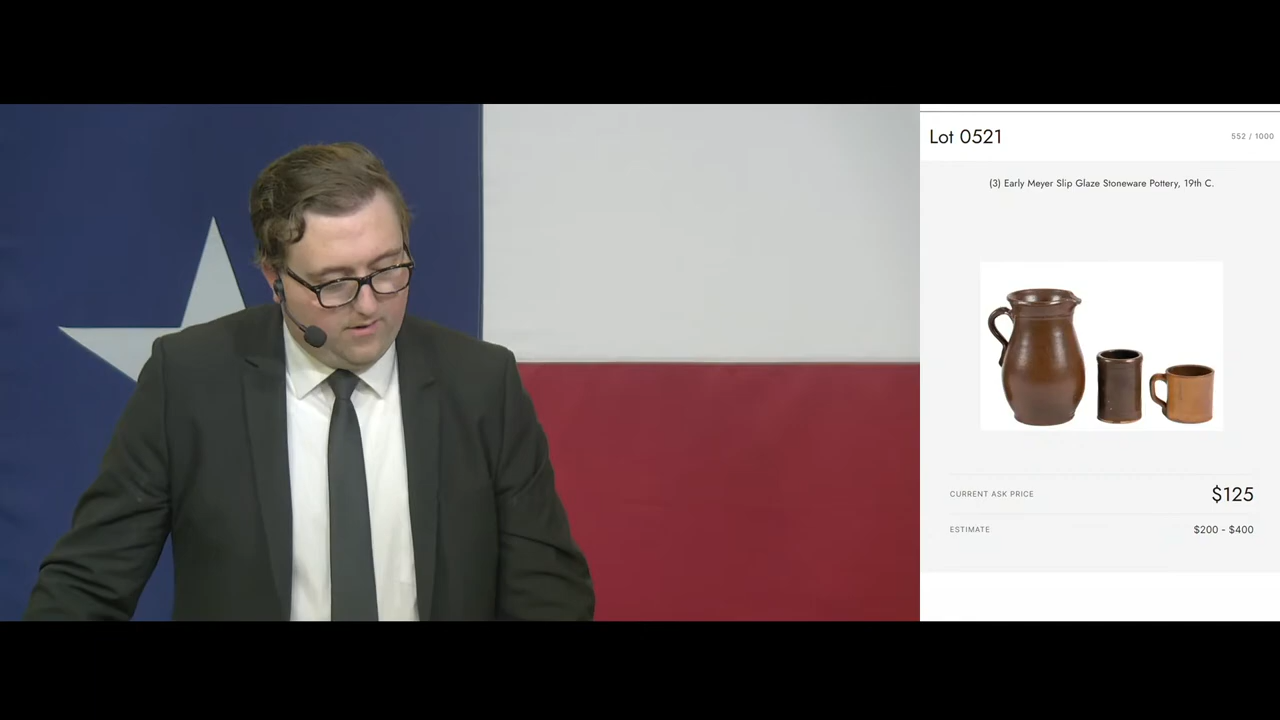 Lot 0521
552 / 1000
(3) Early Meyer Slip Glaze Stoneware Pottery, 19th C.
CURRENT ASK PRICE
$125
ESTIMATE
$200 - $400